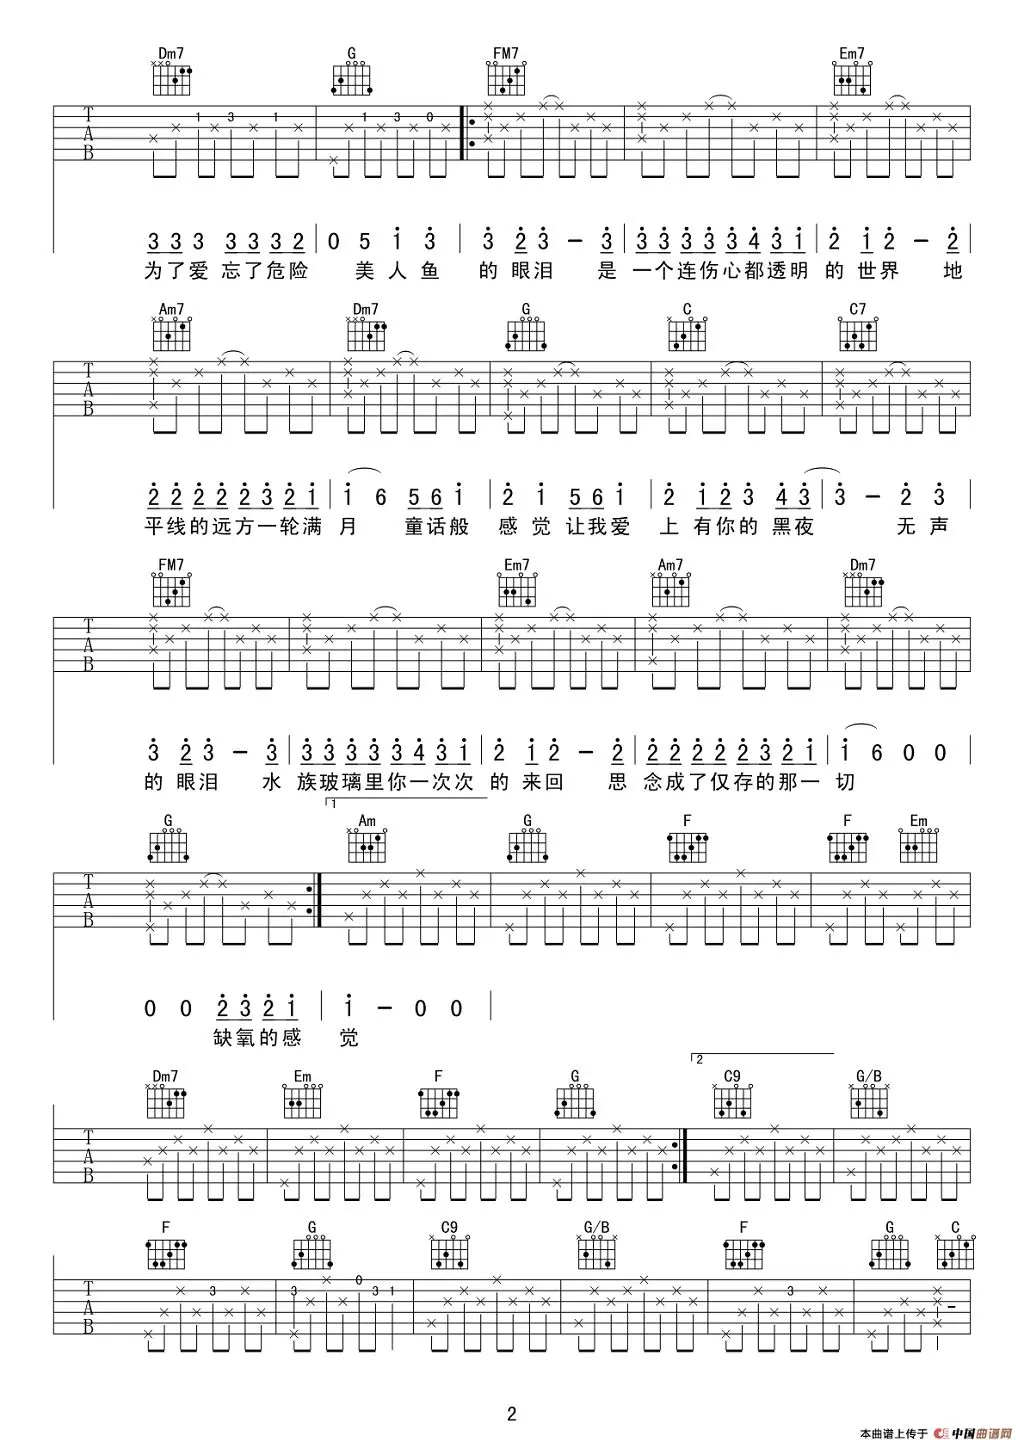 Dm7 G FM7 Em7
T
A
B
1 3 1 1 3 0
3 3 3 3 3 3 2 | 0 5 1 3 | 3 2 3 — 3 | 3 3 3 3 3 4 3 1 | 2 1 2 — 2
为了爱 忘了危险 美人鱼 的眼泪 是 一个连伤心都透明 的世界 地
Am7 Dm7 G C C7
T
A
B
2 2 2 2 2 3 2 1 | 1 6 5 6 1 | 2 1 5 6 1 | 2 1 2 3 4 3 | 3 — 2 3
平线的远方一轮满 月 童话般 感觉 让我爱 上 有你的 黑夜 无声
FM7 Em7 Am7 Dm7
T
A
B
3 2 3 — 3 | 3 3 3 3 3 4 3 1 | 2 1 2 — 2 | 2 2 2 2 2 3 2 1 | 1 6 0 0
的 眼泪 水 族玻璃里你一次次 的 来回 思 念成了仅存的那一 切
1
G Am G F F Em
T
A
B
0 0 2 3 2 1 | 1 — 0 0
缺氧的感 觉
2
Dm7 Em F G C9 G/B
T
A
B
F G C9 G/B F G C
T
A
B
3 3 0 3 1 3
2
本曲谱上传于 中国曲谱网